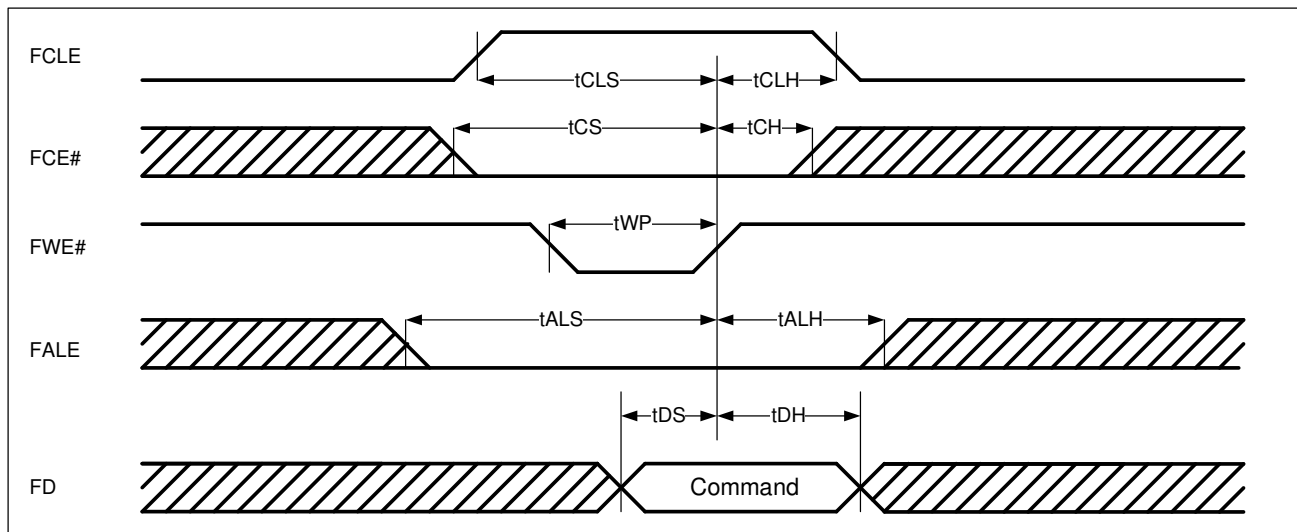 FCLE
tCLS tCLH
FCE#
tCS tCH
FWE#
tWP
FALE
tALS tALH
tDS tDH
FD
Command